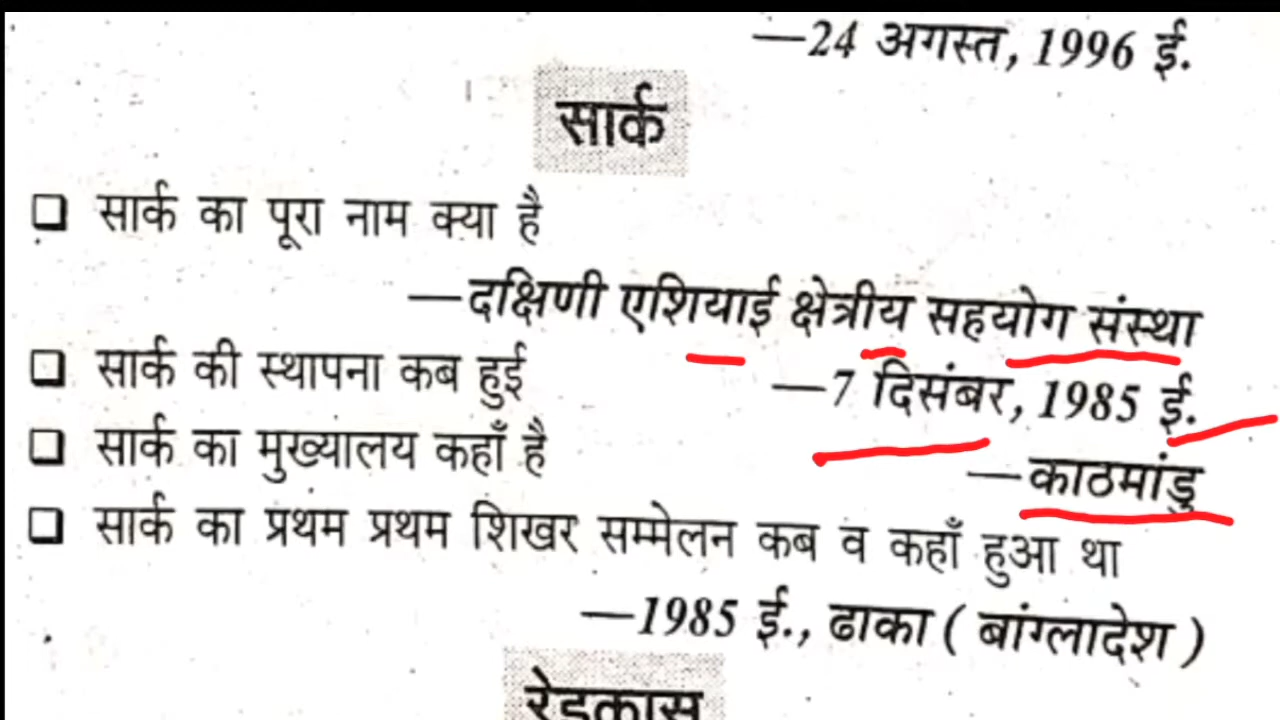 —24 अगस्त, 1996 ई.
सार्क
❑ सार्क का पूरा नाम क्या है
—दक्षिणी एशियाई क्षेत्रीय सहयोग संस्था
❑ सार्क की स्थापना कब हुई —7 दिसंबर, 1985 ई.
❑ सार्क का मुख्यालय कहाँ है —काठमांडु
❑ सार्क का प्रथम प्रथम शिखर सम्मेलन कब व कहाँ हुआ था
—1985 ई., ढाका ( बांग्लादेश )
रेडक्रास